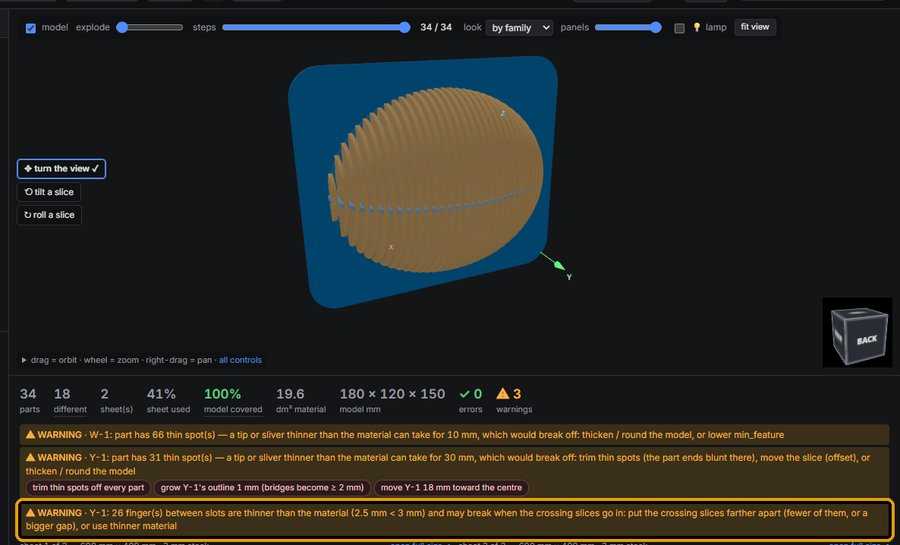 model explode steps 34 / 34 look by family panels lamp fit view
Z
turn the view ✓
tilt a slice
roll a slice
X
Y
BACK
▶ drag = orbit · wheel = zoom · right-drag = pan · all controls
34 18 2 41% 100% 19.6 180 × 120 × 150 ✓ 0 3
parts different sheet(s) sheet used model covered dm² material model mm errors warnings
WARNING · W-1: part has 66 thin spot(s) — a tip or sliver thinner than the material can take for 10 mm, which would break off: thicken / round the model, or lower min_feature
WARNING · Y-1: part has 31 thin spot(s) — a tip or sliver thinner than the material can take for 30 mm, which would break off: trim thin spots (the part ends blunt there), move the slice (offset), or
thicken / round the model
trim thin spots off every part grow Y-1's outline 1 mm (bridges become ≥ 2 mm) move Y-1 18 mm toward the centre
WARNING · Y-1: 26 finger(s) between slots are thinner than the material (2.5 mm < 3 mm) and may break when the crossing slices go in: put the crossing slices farther apart (fewer of them, or a
bigger gap), or use thinner material